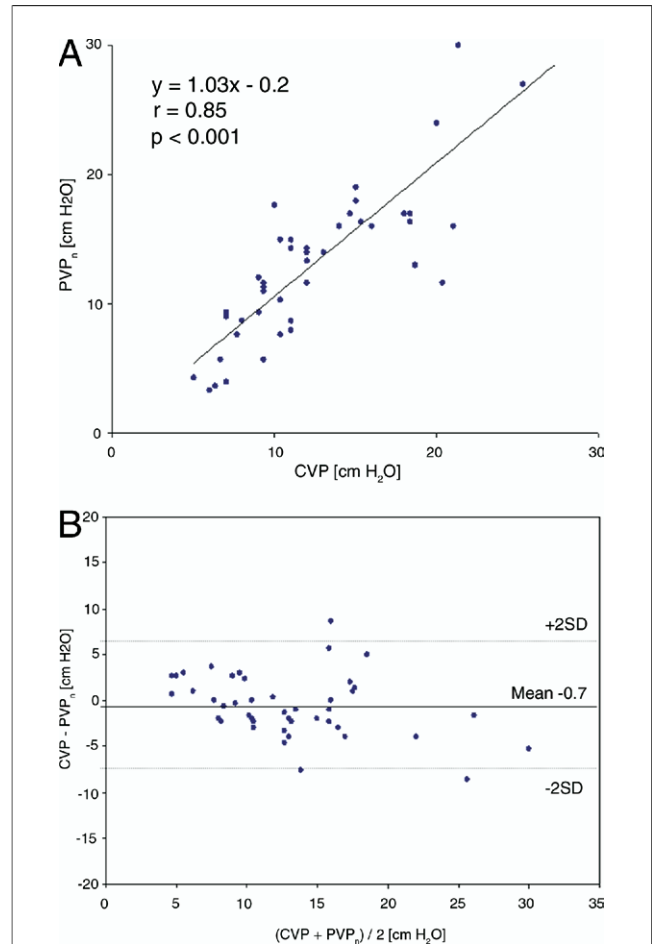 A
30
y = 1.03x - 0.2
r = 0.85
p < 0.001
20
PVPn [cm H2O]
10
0
0 10 20 30
CVP [cm H₂O]
B
20
15
10
+2SD
5
CVP - PVPn [cm H2O]
0
Mean -0.7
-5
-2SD
-10
-15
-20
0 5 10 15 20 25 30 35
(CVP + PVPn) / 2 [cm H₂O]